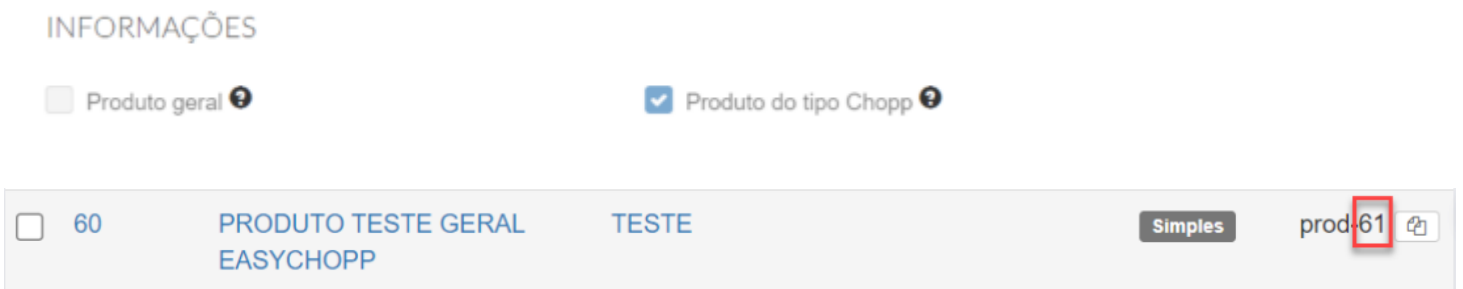 INFORMAÇÕES
Produto geral
Produto do tipo Chopp
60 PRODUTO TESTE GERAL TESTE Simples prod-61
EASYCHOPP